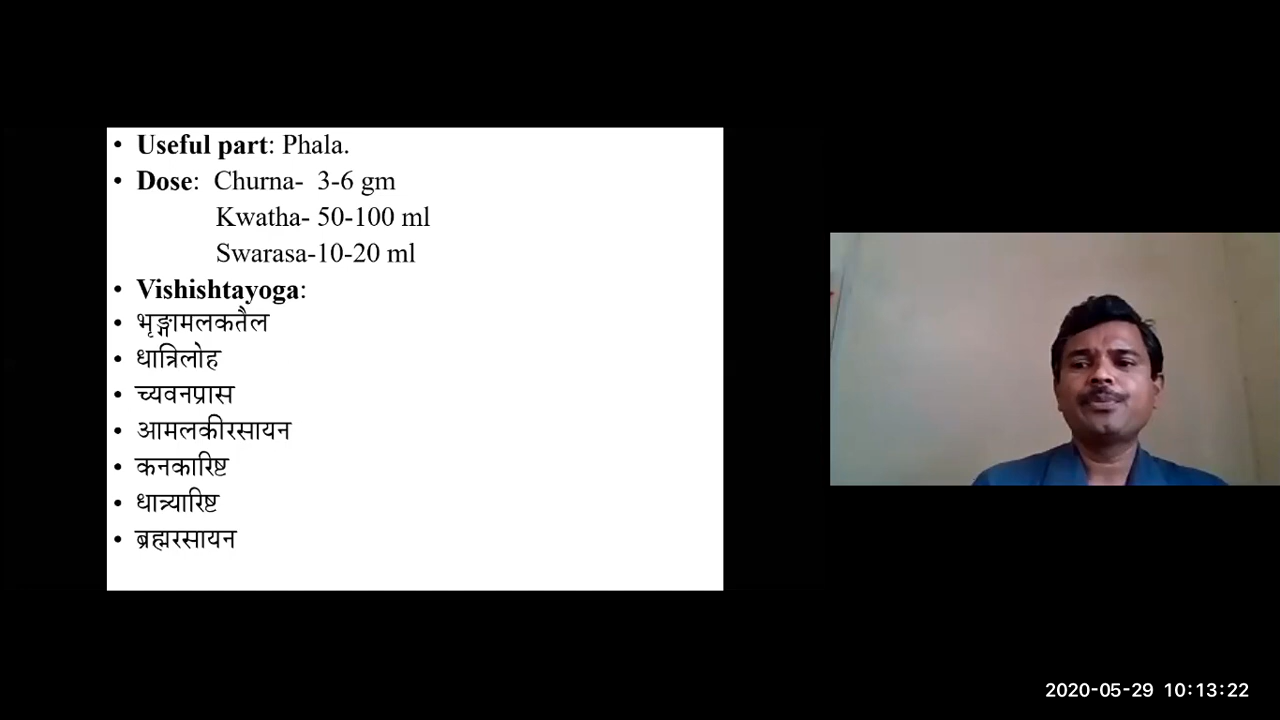 • Useful part: Phala.
• Dose: Churna- 3-6 gm
Kwatha- 50-100 ml
Swarasa-10-20 ml
• Vishishtayoga:
• भृङ्गामलकतैल
• धात्रिलोह
• च्यवनप्रास
• आमलकीरसायन
• कनकारिष्ट
• धात्र्यारिष्ट
• ब्रह्मरसायन
2020-05-29 10:13:22